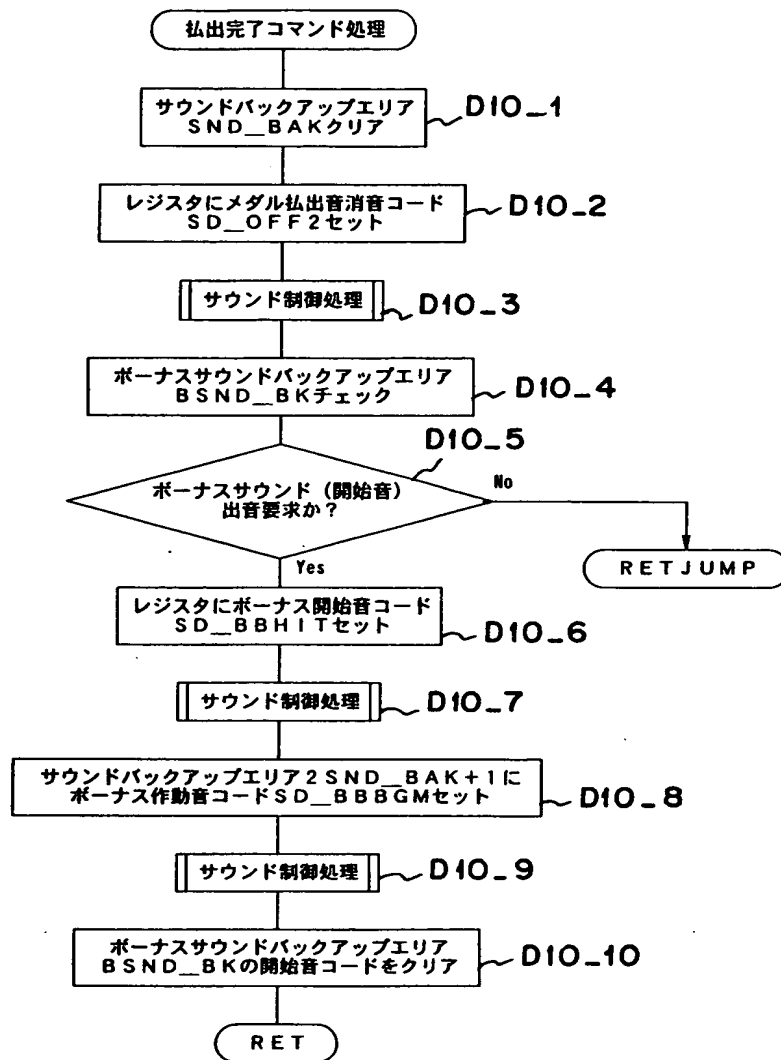 払出完了コマンド処理
サウンドバックアップエリア
SND__BAKクリア
D10_1
レジスタにメダル払出音消音コード
SD__OFF2セット
D10_2
サウンド制御処理
D10_3
ボーナスサウンドバックアップエリア
BSND__BKチェック
D10_4
D10_5
ボーナスサウンド（開始音）
出音要求か？
No
RETJUMP
Yes
レジスタにボーナス開始音コード
SD__BBHITセット
D10_6
サウンド制御処理
D10_7
サウンドバックアップエリア2SND__BAK+1に
ボーナス作動音コードSD__BBBGMセット
D10_8
サウンド制御処理
D10_9
ボーナスサウンドバックアップエリア
BSND__BKの開始音コードをクリア
D10_10
RET